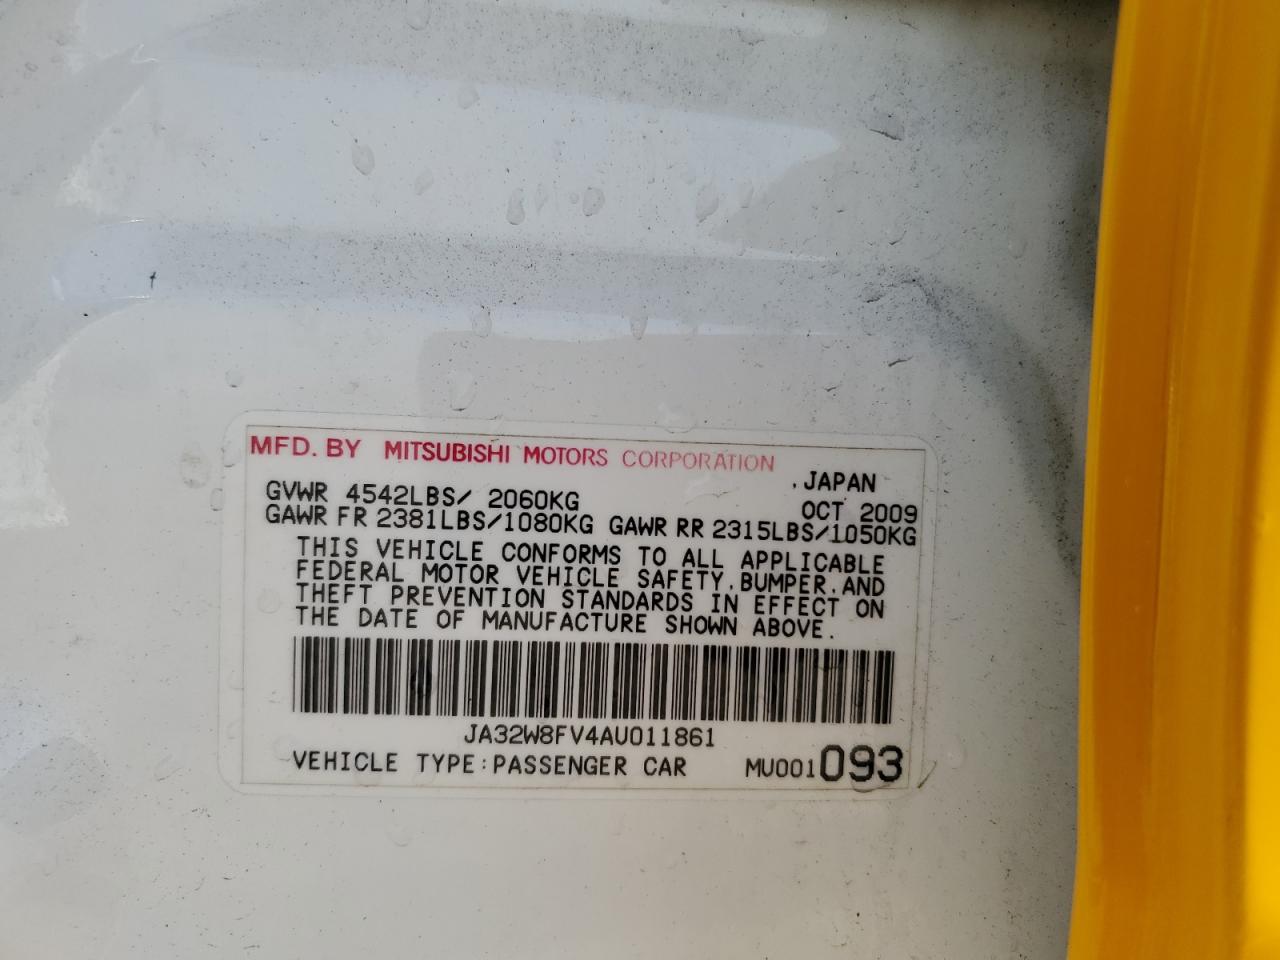 MFD. BY MITSUBISHI MOTORS CORPORATION
, JAPAN
GVWR 4542LBS/ 2060KG OCT 2009
GAWR FR 2381LBS/1080KG GAWR RR 2315LBS/1050KG
THIS VEHICLE CONFORMS TO ALL APPLICABLE
FEDERAL MOTOR VEHICLE SAFETY, BUMPER, AND
THEFT PREVENTION STANDARDS IN EFFECT ON
THE DATE OF MANUFACTURE SHOWN ABOVE.
JA32W8FV4AU011861
VEHICLE TYPE:PASSENGER CAR MU001093